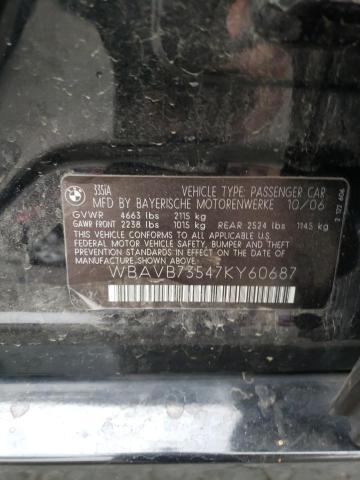 335iA
VEHICLE TYPE: PASSENGER CAR
MFD BY BAYERISCHE MOTORENWERKE 10/06
GVWR 4663 lbs 2115 kg
GAWR FRONT 2238 lbs 1015 kg REAR 2524 lbs 1145 kg
THIS VEHICLE CONFORMS TO ALL APPLICABLE
U.S. FEDERAL MOTOR VEHICLE SAFETY, BUMPER AND THEFT
PREVENTION STANDARDS IN EFFECT ON THE DATE OF
MANUFACTURE SHOWN ABOVE.
WBAVB73547KY60687